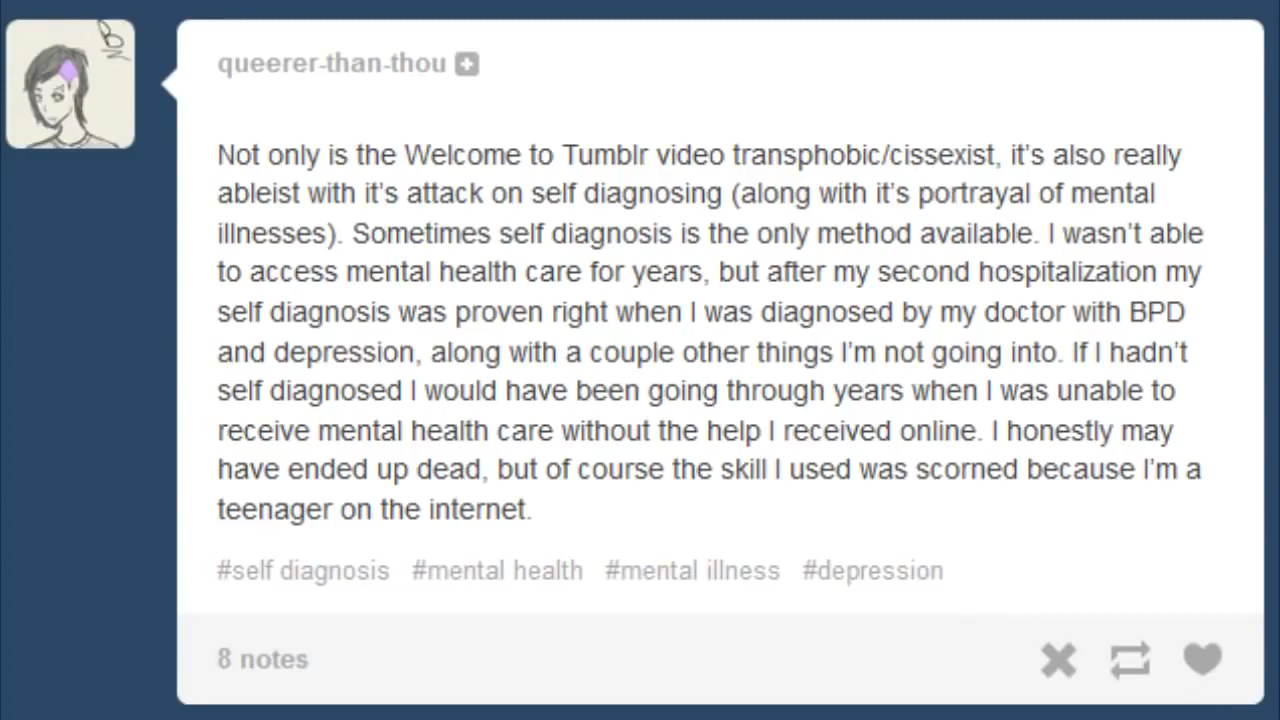 queerer-than-thou
Not only is the Welcome to Tumblr video transphobic/cissexist, it's also really
ableist with it's attack on self diagnosing (along with it's portrayal of mental
illnesses). Sometimes self diagnosis is the only method available. I wasn't able
to access mental health care for years, but after my second hospitalization my
self diagnosis was proven right when I was diagnosed by my doctor with BPD
and depression, along with a couple other things I'm not going into. If I hadn't
self diagnosed I would have been going through years when I was unable to
receive mental health care without the help I received online. I honestly may
have ended up dead, but of course the skill I used was scorned because I'm a
teenager on the internet.
#self diagnosis #mental health #mental illness #depression
8 notes